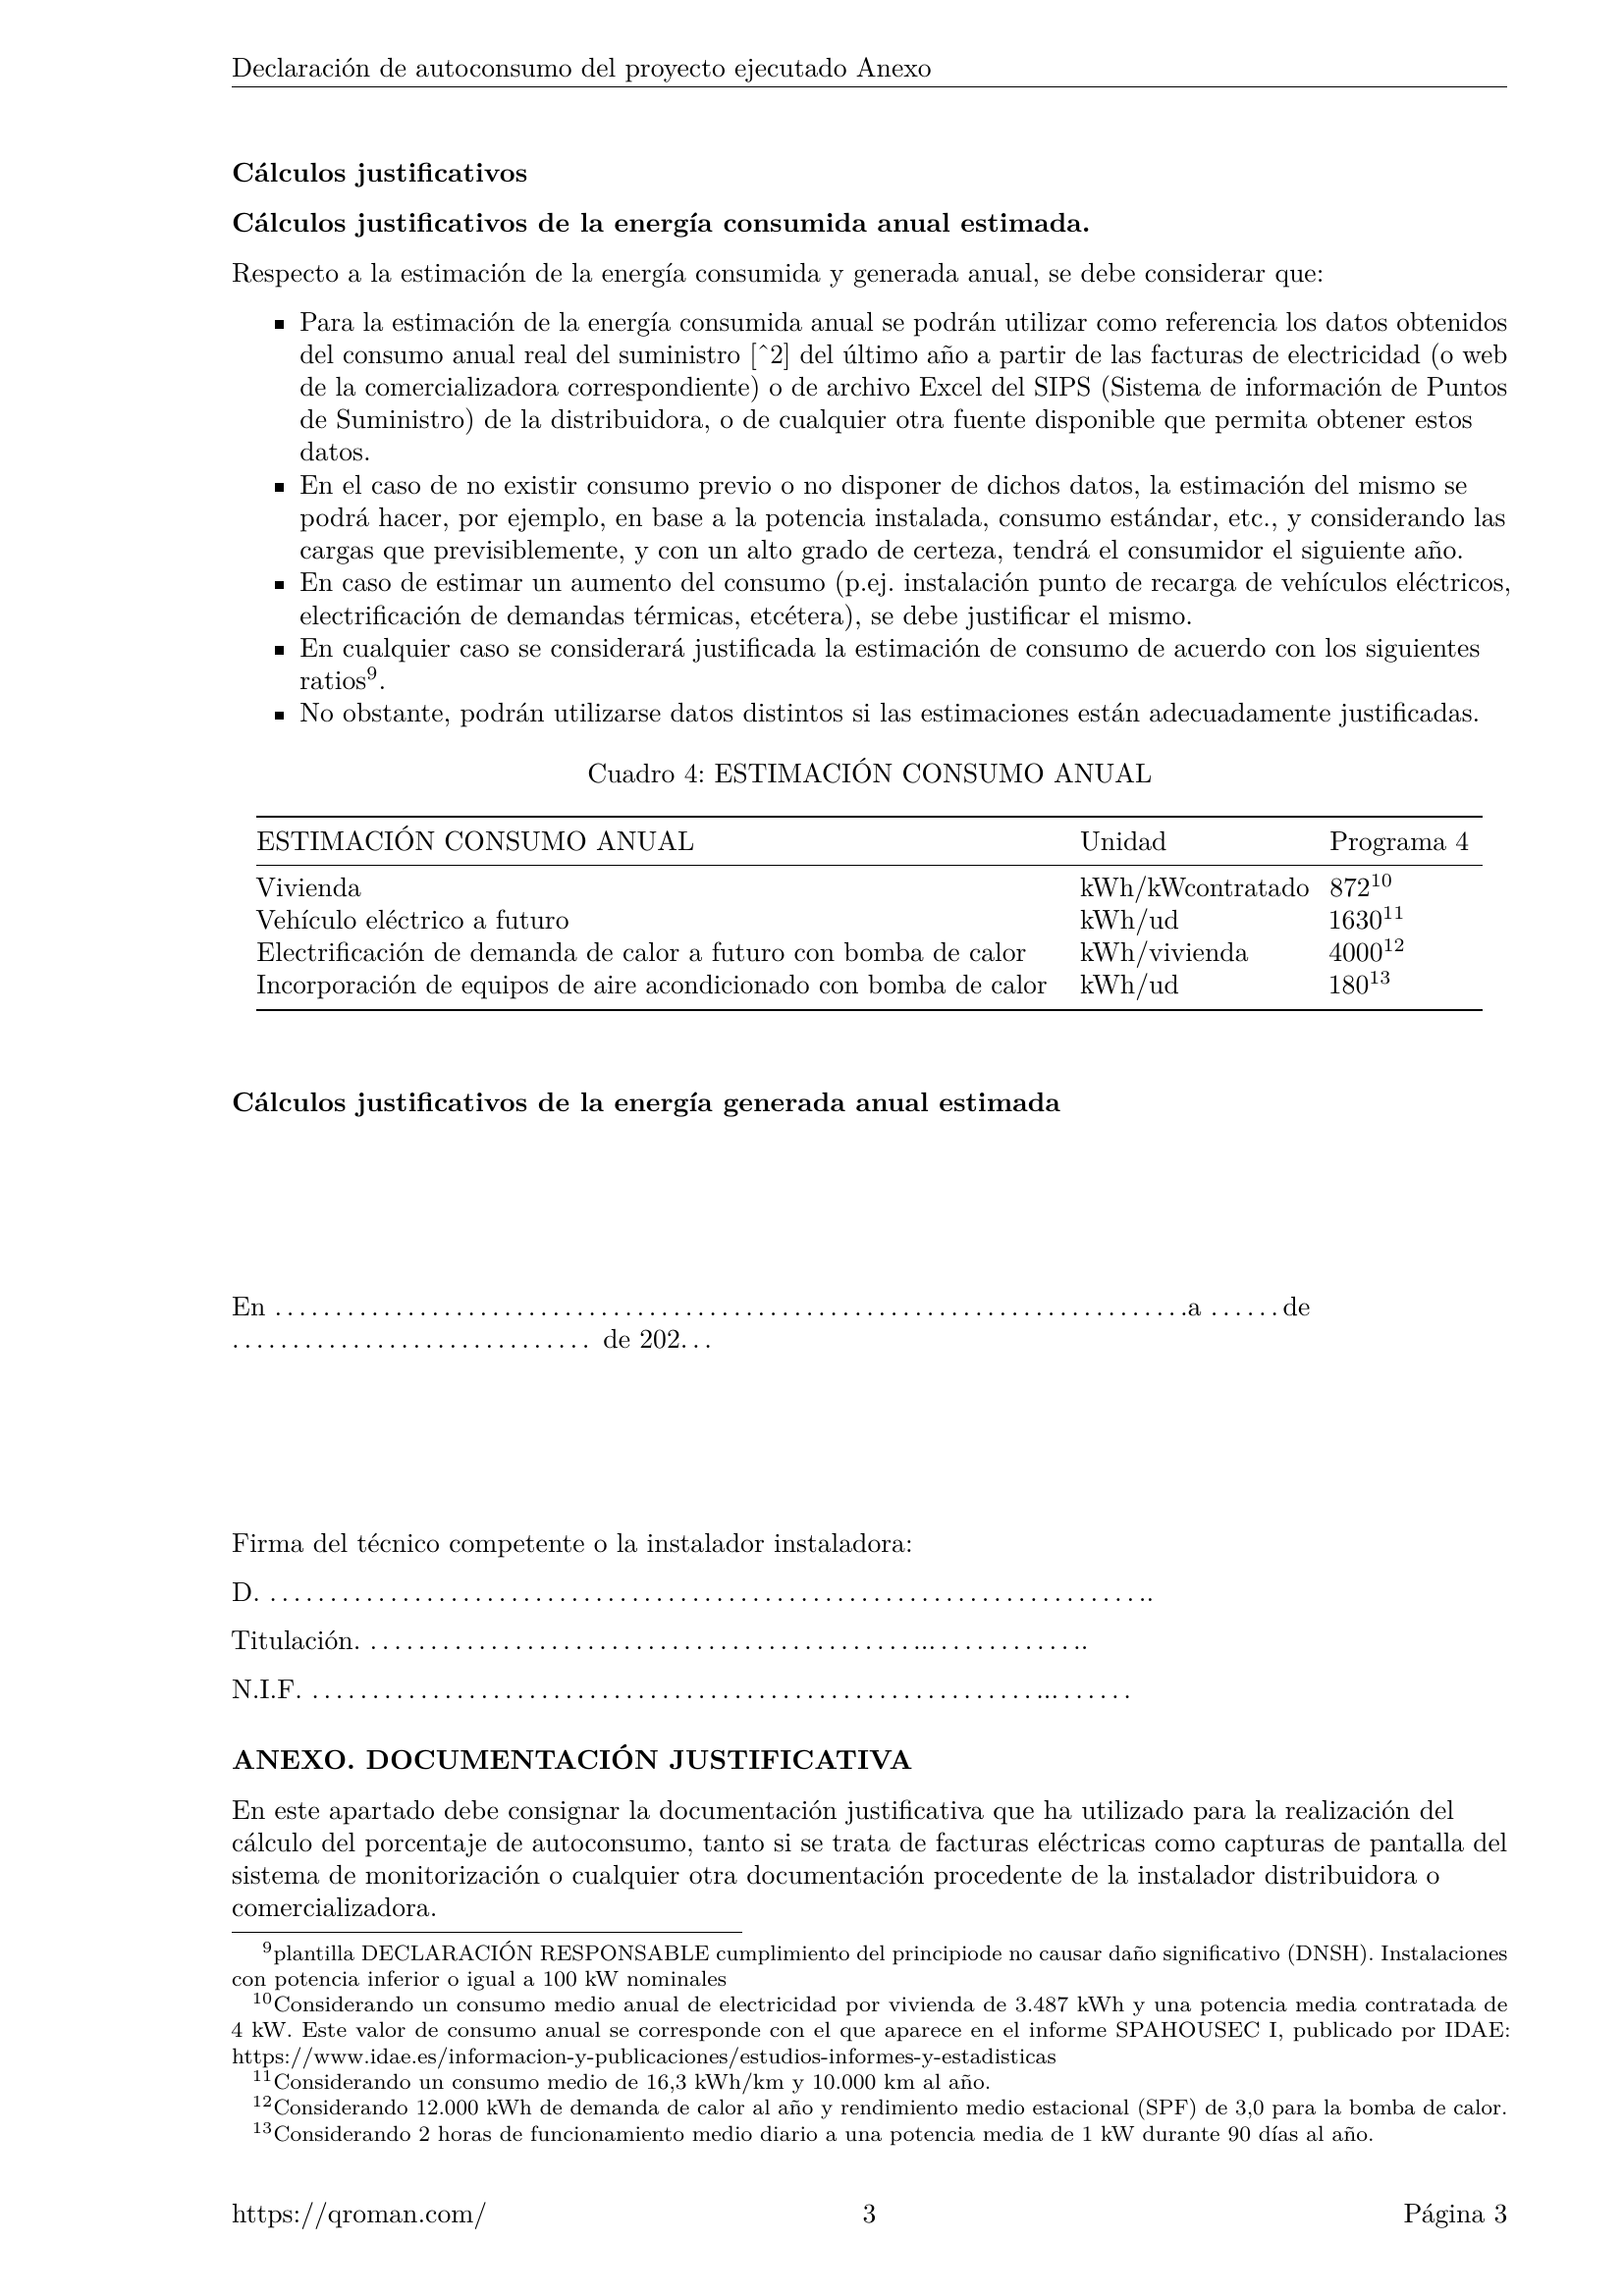 Declaración de autoconsumo del proyecto ejecutado Anexo
Cálculos justificativos
Cálculos justificativos de la energía consumida anual estimada.
Respecto a la estimación de la energía consumida y generada anual, se debe considerar que:
▪ Para la estimación de la energía consumida anual se podrán utilizar como referencia los datos obtenidos
del consumo anual real del suministro [ˆ2] del último año a partir de las facturas de electricidad (o web
de la comercializadora correspondiente) o de archivo Excel del SIPS (Sistema de información de Puntos
de Suministro) de la distribuidora, o de cualquier otra fuente disponible que permita obtener estos
datos.
▪ En el caso de no existir consumo previo o no disponer de dichos datos, la estimación del mismo se
podrá hacer, por ejemplo, en base a la potencia instalada, consumo estándar, etc., y considerando las
cargas que previsiblemente, y con un alto grado de certeza, tendrá el consumidor el siguiente año.
▪ En caso de estimar un aumento del consumo (p.ej. instalación punto de recarga de vehículos eléctricos,
electrificación de demandas térmicas, etcétera), se debe justificar el mismo.
▪ En cualquier caso se considerará justificada la estimación de consumo de acuerdo con los siguientes
ratios⁹.
▪ No obstante, podrán utilizarse datos distintos si las estimaciones están adecuadamente justificadas.
Cuadro 4: ESTIMACIÓN CONSUMO ANUAL
ESTIMACIÓN CONSUMO ANUAL Unidad Programa 4
Vivienda kWh/kWcontratado 872¹⁰
Vehículo eléctrico a futuro kWh/ud 1630¹¹
Electrificación de demanda de calor a futuro con bomba de calor kWh/vivienda 4000¹²
Incorporación de equipos de aire acondicionado con bomba de calor kWh/ud 180¹³
Cálculos justificativos de la energía generada anual estimada
En ............................................................................a ...... de
.............................. de 202...
Firma del técnico competente o la instalador instaladora:
D. ..........................................................................
Titulación. .............................................................
N.I.F. .....................................................................
ANEXO. DOCUMENTACIÓN JUSTIFICATIVA
En este apartado debe consignar la documentación justificativa que ha utilizado para la realización del
cálculo del porcentaje de autoconsumo, tanto si se trata de facturas eléctricas como capturas de pantalla del
sistema de monitorización o cualquier otra documentación procedente de la instalador distribuidora o
comercializadora.
⁹plantilla DECLARACIÓN RESPONSABLE cumplimiento del principiode no causar daño significativo (DNSH). Instalaciones
con potencia inferior o igual a 100 kW nominales
¹⁰Considerando un consumo medio anual de electricidad por vivienda de 3.487 kWh y una potencia media contratada de
4 kW. Este valor de consumo anual se corresponde con el que aparece en el informe SPAHOUSEC I, publicado por IDAE:
https://www.idae.es/informacion-y-publicaciones/estudios-informes-y-estadisticas
¹¹Considerando un consumo medio de 16,3 kWh/km y 10.000 km al año.
¹²Considerando 12.000 kWh de demanda de calor al año y rendimiento medio estacional (SPF) de 3,0 para la bomba de calor.
¹³Considerando 2 horas de funcionamiento medio diario a una potencia media de 1 kW durante 90 días al año.
https://qroman.com/ 3 Página 3